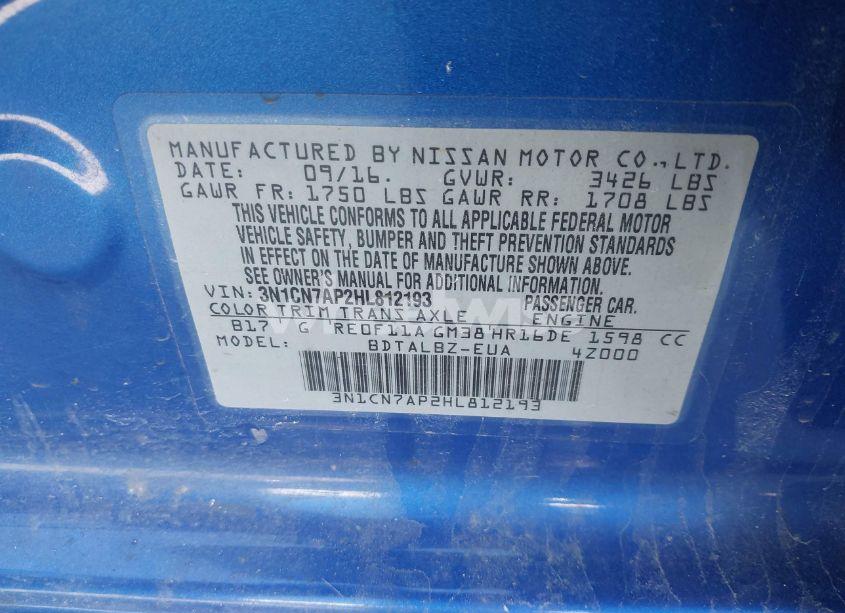 MANUFACTURED BY NISSAN MOTOR CO., LTD.
DATE: 09/16. GVWR: 3426 LBS
GAWR FR: 1750 LBS GAWR RR: 1708 LBS
THIS VEHICLE CONFORMS TO ALL APPLICABLE FEDERAL MOTOR
VEHICLE SAFETY, BUMPER AND THEFT PREVENTION STANDARDS
IN EFFECT ON THE DATE OF MANUFACTURE SHOWN ABOVE.
SEE OWNER'S MANUAL FOR ADDITIONAL INFORMATION.
VIN: 3N1CN7AP2HL812193 PASSENGER CAR.
COLOR TRIM TRANSAXLE ENGINE
B17 G RE0F11A GM38 HR16DE 1598 CC
MODEL: BDTALBZ-EUA 4Z000
3N1CN7AP2HL812193